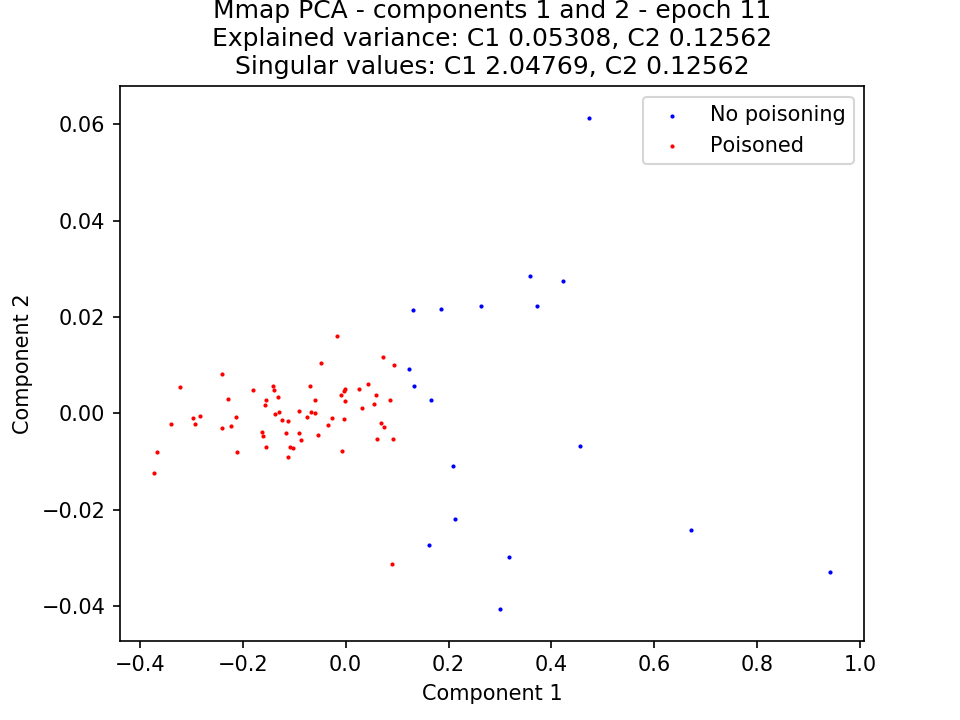 Mmap PCA - components 1 and 2 - epoch 11
Explained variance: C1 0.05308, C2 0.12562
Singular values: C1 2.04769, C2 0.12562
No poisoning
Poisoned
0.06
0.04
0.02
0.00
−0.02
−0.04
Component 2
−0.4
−0.2
0.0
0.2
0.4
0.6
0.8
1.0
Component 1